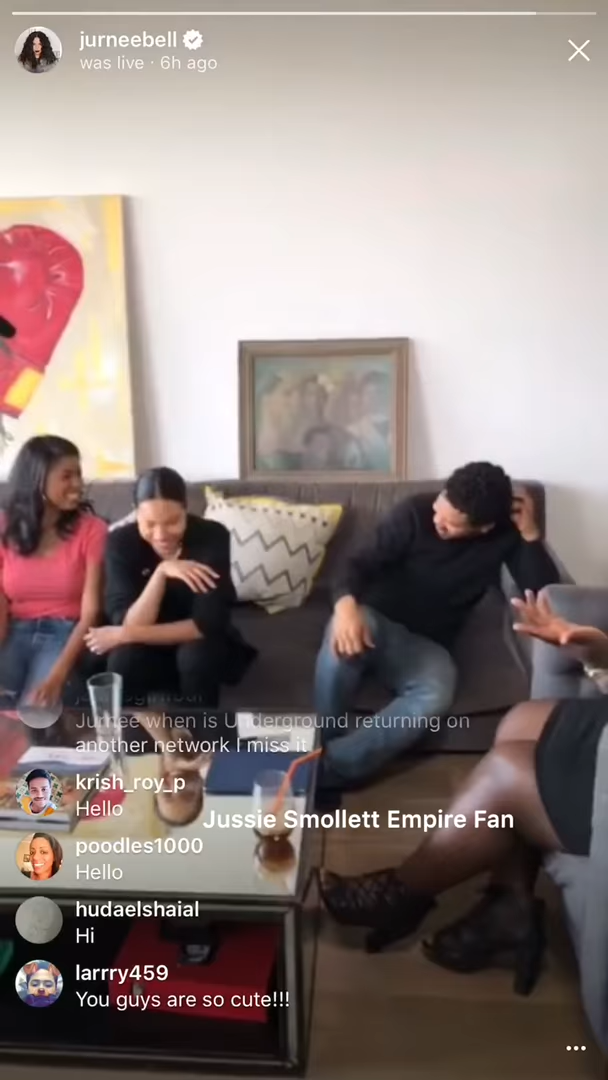 jurneebell
was live · 6h ago
Jurnee when is Underground returning on
another network I miss it
krish_roy_p
Hello
Jussie Smollett Empire Fan
poodles1000
Hello
hudaelshaial
Hi
larrry459
You guys are so cute!!!